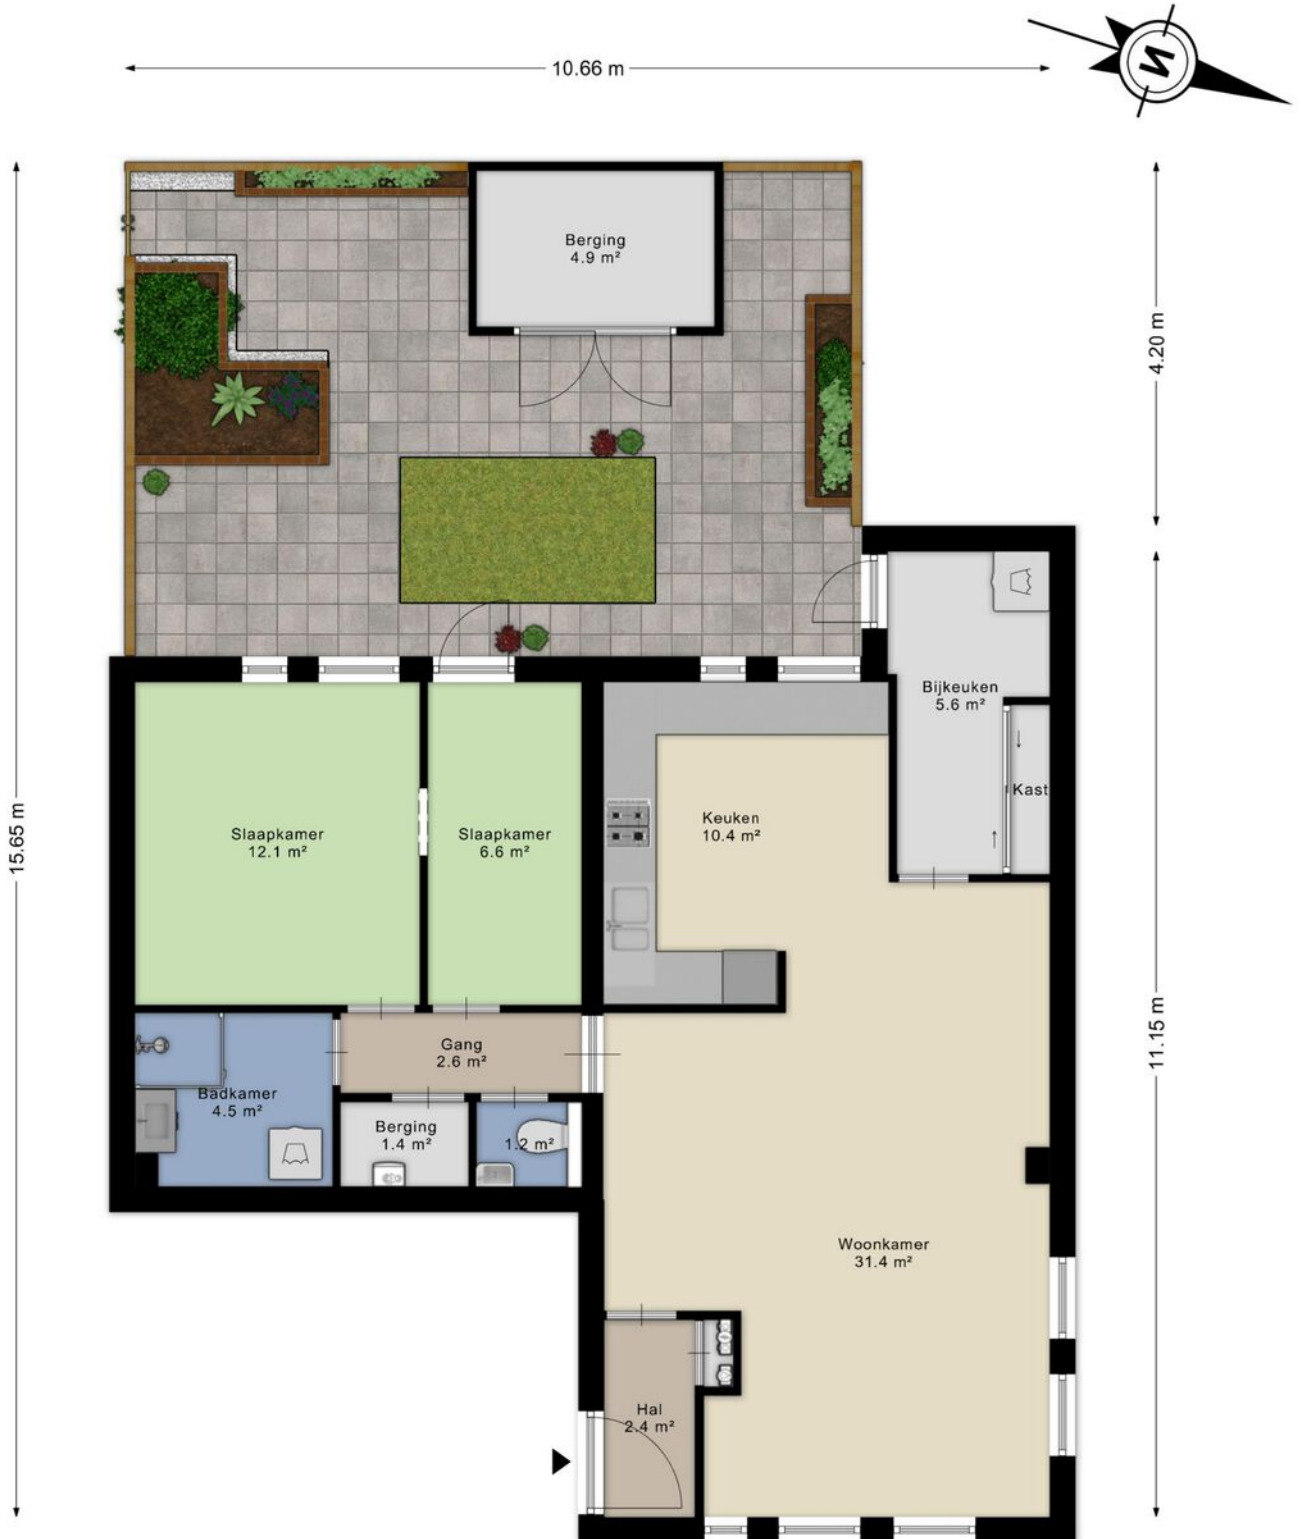 10.66 m
N
Berging
4.9 m²
4.20 m
15.65 m
Bijkeuken
5.6 m²
Kast
Keuken
10.4 m²
Slaapkamer
12.1 m²
Slaapkamer
6.6 m²
11.15 m
Gang
2.6 m²
Badkamer
4.5 m²
Berging
1.4 m²
1.2 m²
Woonkamer
31.4 m²
Hal
2.4 m²